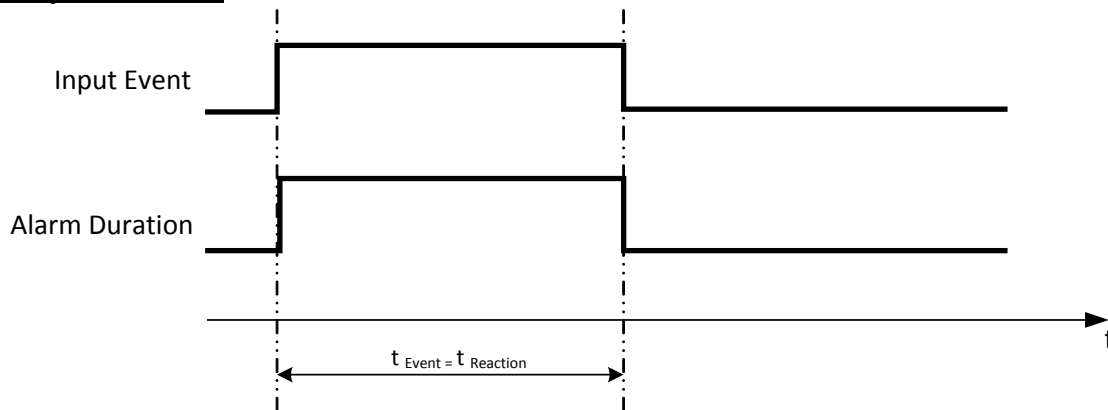 Input Event
Alarm Duration
t
t Event = t Reaction